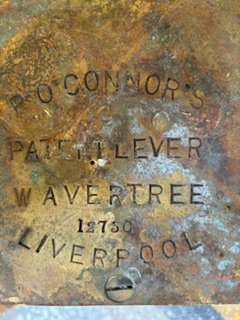 P. O'CONNOR'S
PATENT LEVER
WAVERTREE
12730
LIVERPOOL